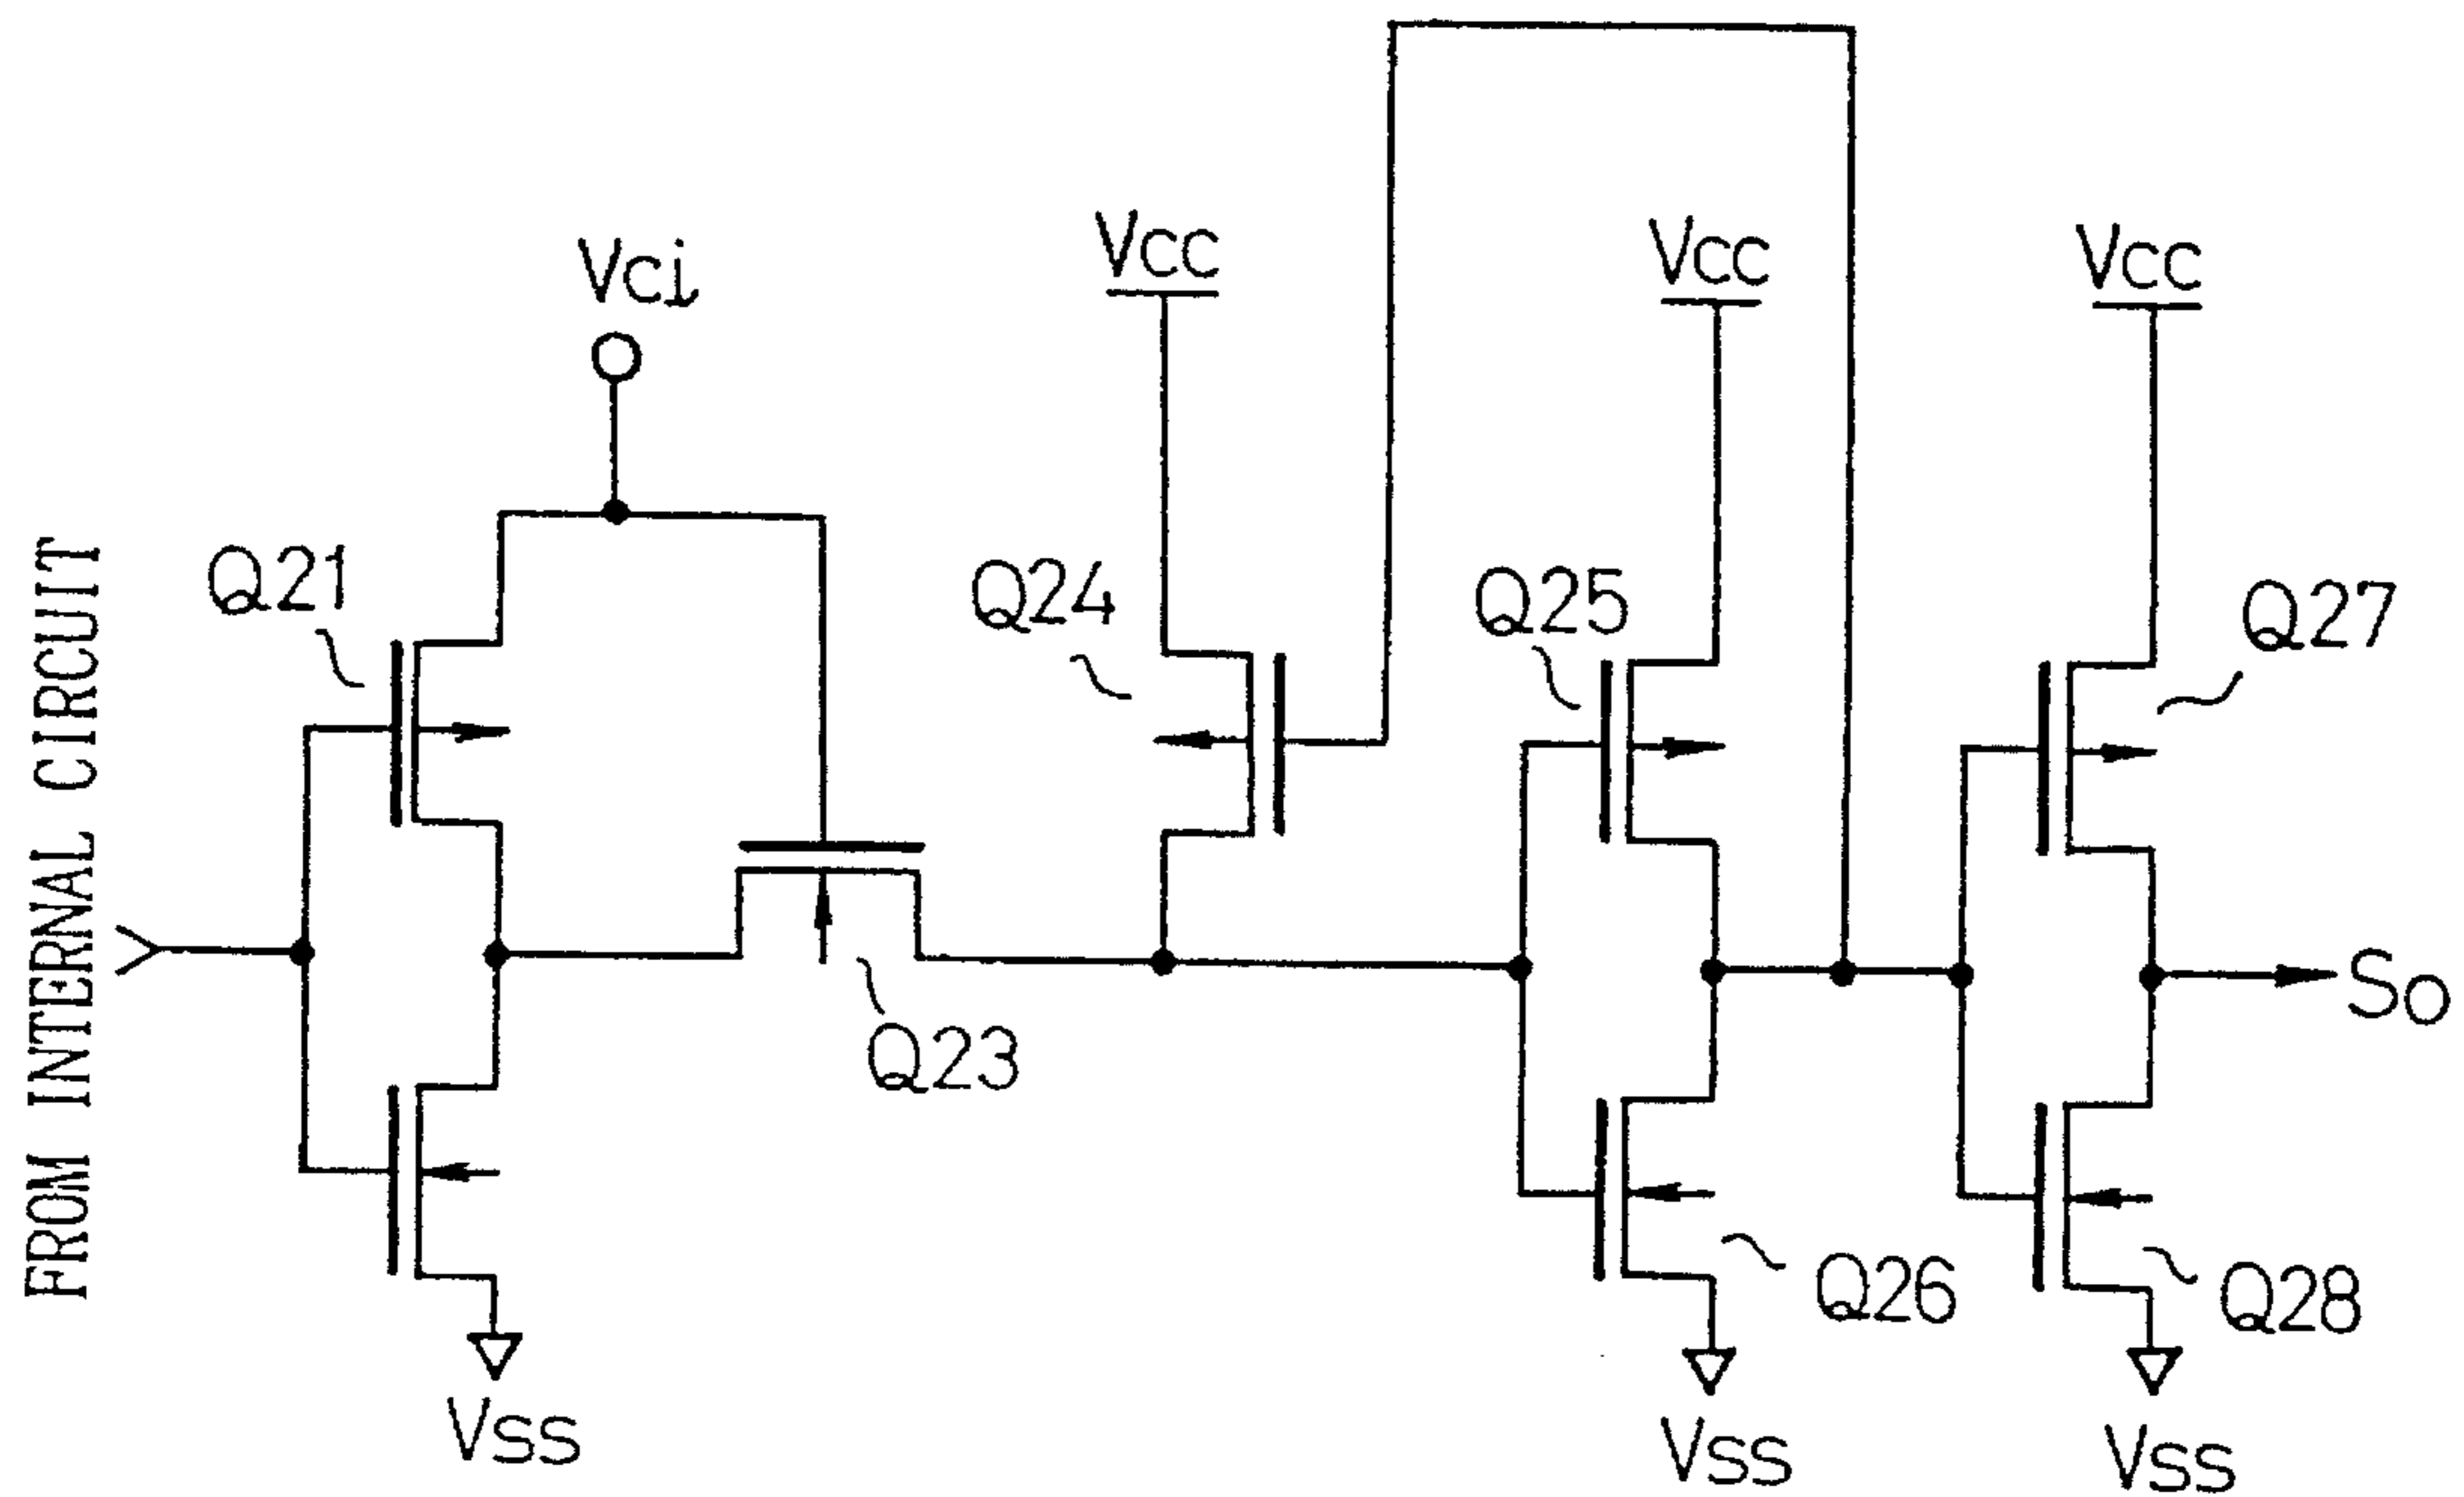 FROM INTERNAL CIRCUIT
Vci
Vcc
Vcc
Vcc
Q21
Q24
Q25
Q27
Q23
So
Q26
Q28
Vss
Vss
Vss